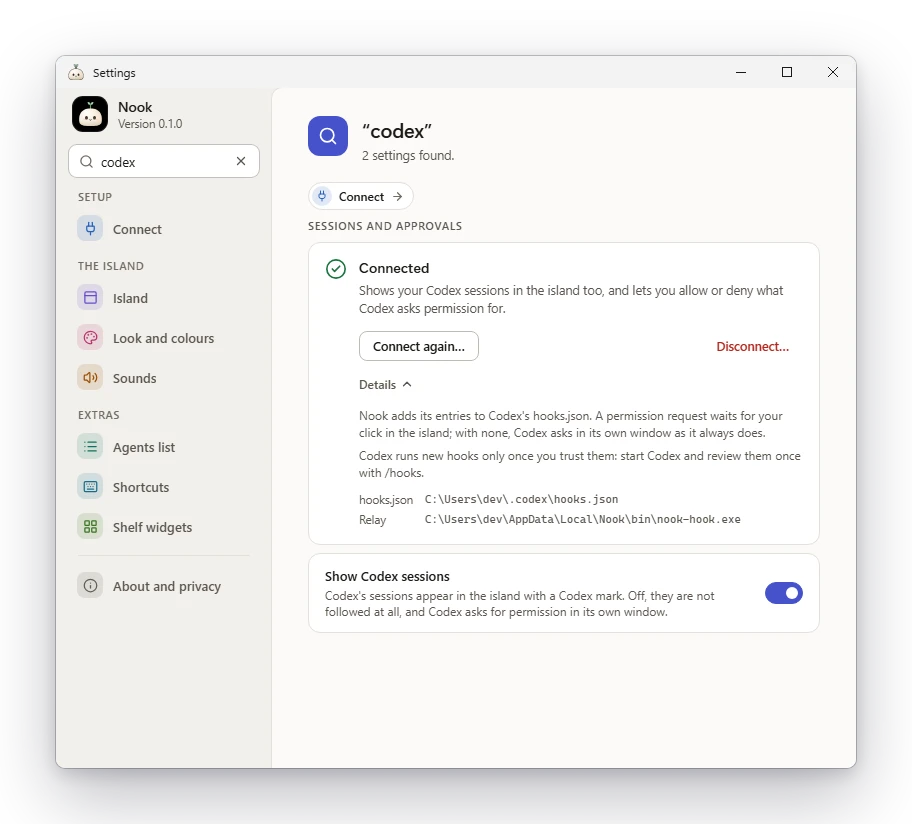 Settings
Nook
Version 0.1.0
codex
SETUP
Connect
THE ISLAND
Island
Look and colours
Sounds
EXTRAS
Agents list
Shortcuts
Shelf widgets
About and privacy
“codex”
2 settings found.
Connect
SESSIONS AND APPROVALS
Connected
Shows your Codex sessions in the island too, and lets you allow or deny what
Codex asks permission for.
Connect again...
Disconnect...
Details
Nook adds its entries to Codex's hooks.json. A permission request waits for your
click in the island; with none, Codex asks in its own window as it always does.
Codex runs new hooks only once you trust them: start Codex and review them once
with /hooks.
hooks.json C:\Users\dev\.codex\hooks.json
Relay C:\Users\dev\AppData\Local\Nook\bin\nook-hook.exe
Show Codex sessions
Codex's sessions appear in the island with a Codex mark. Off, they are not
followed at all, and Codex asks for permission in its own window.